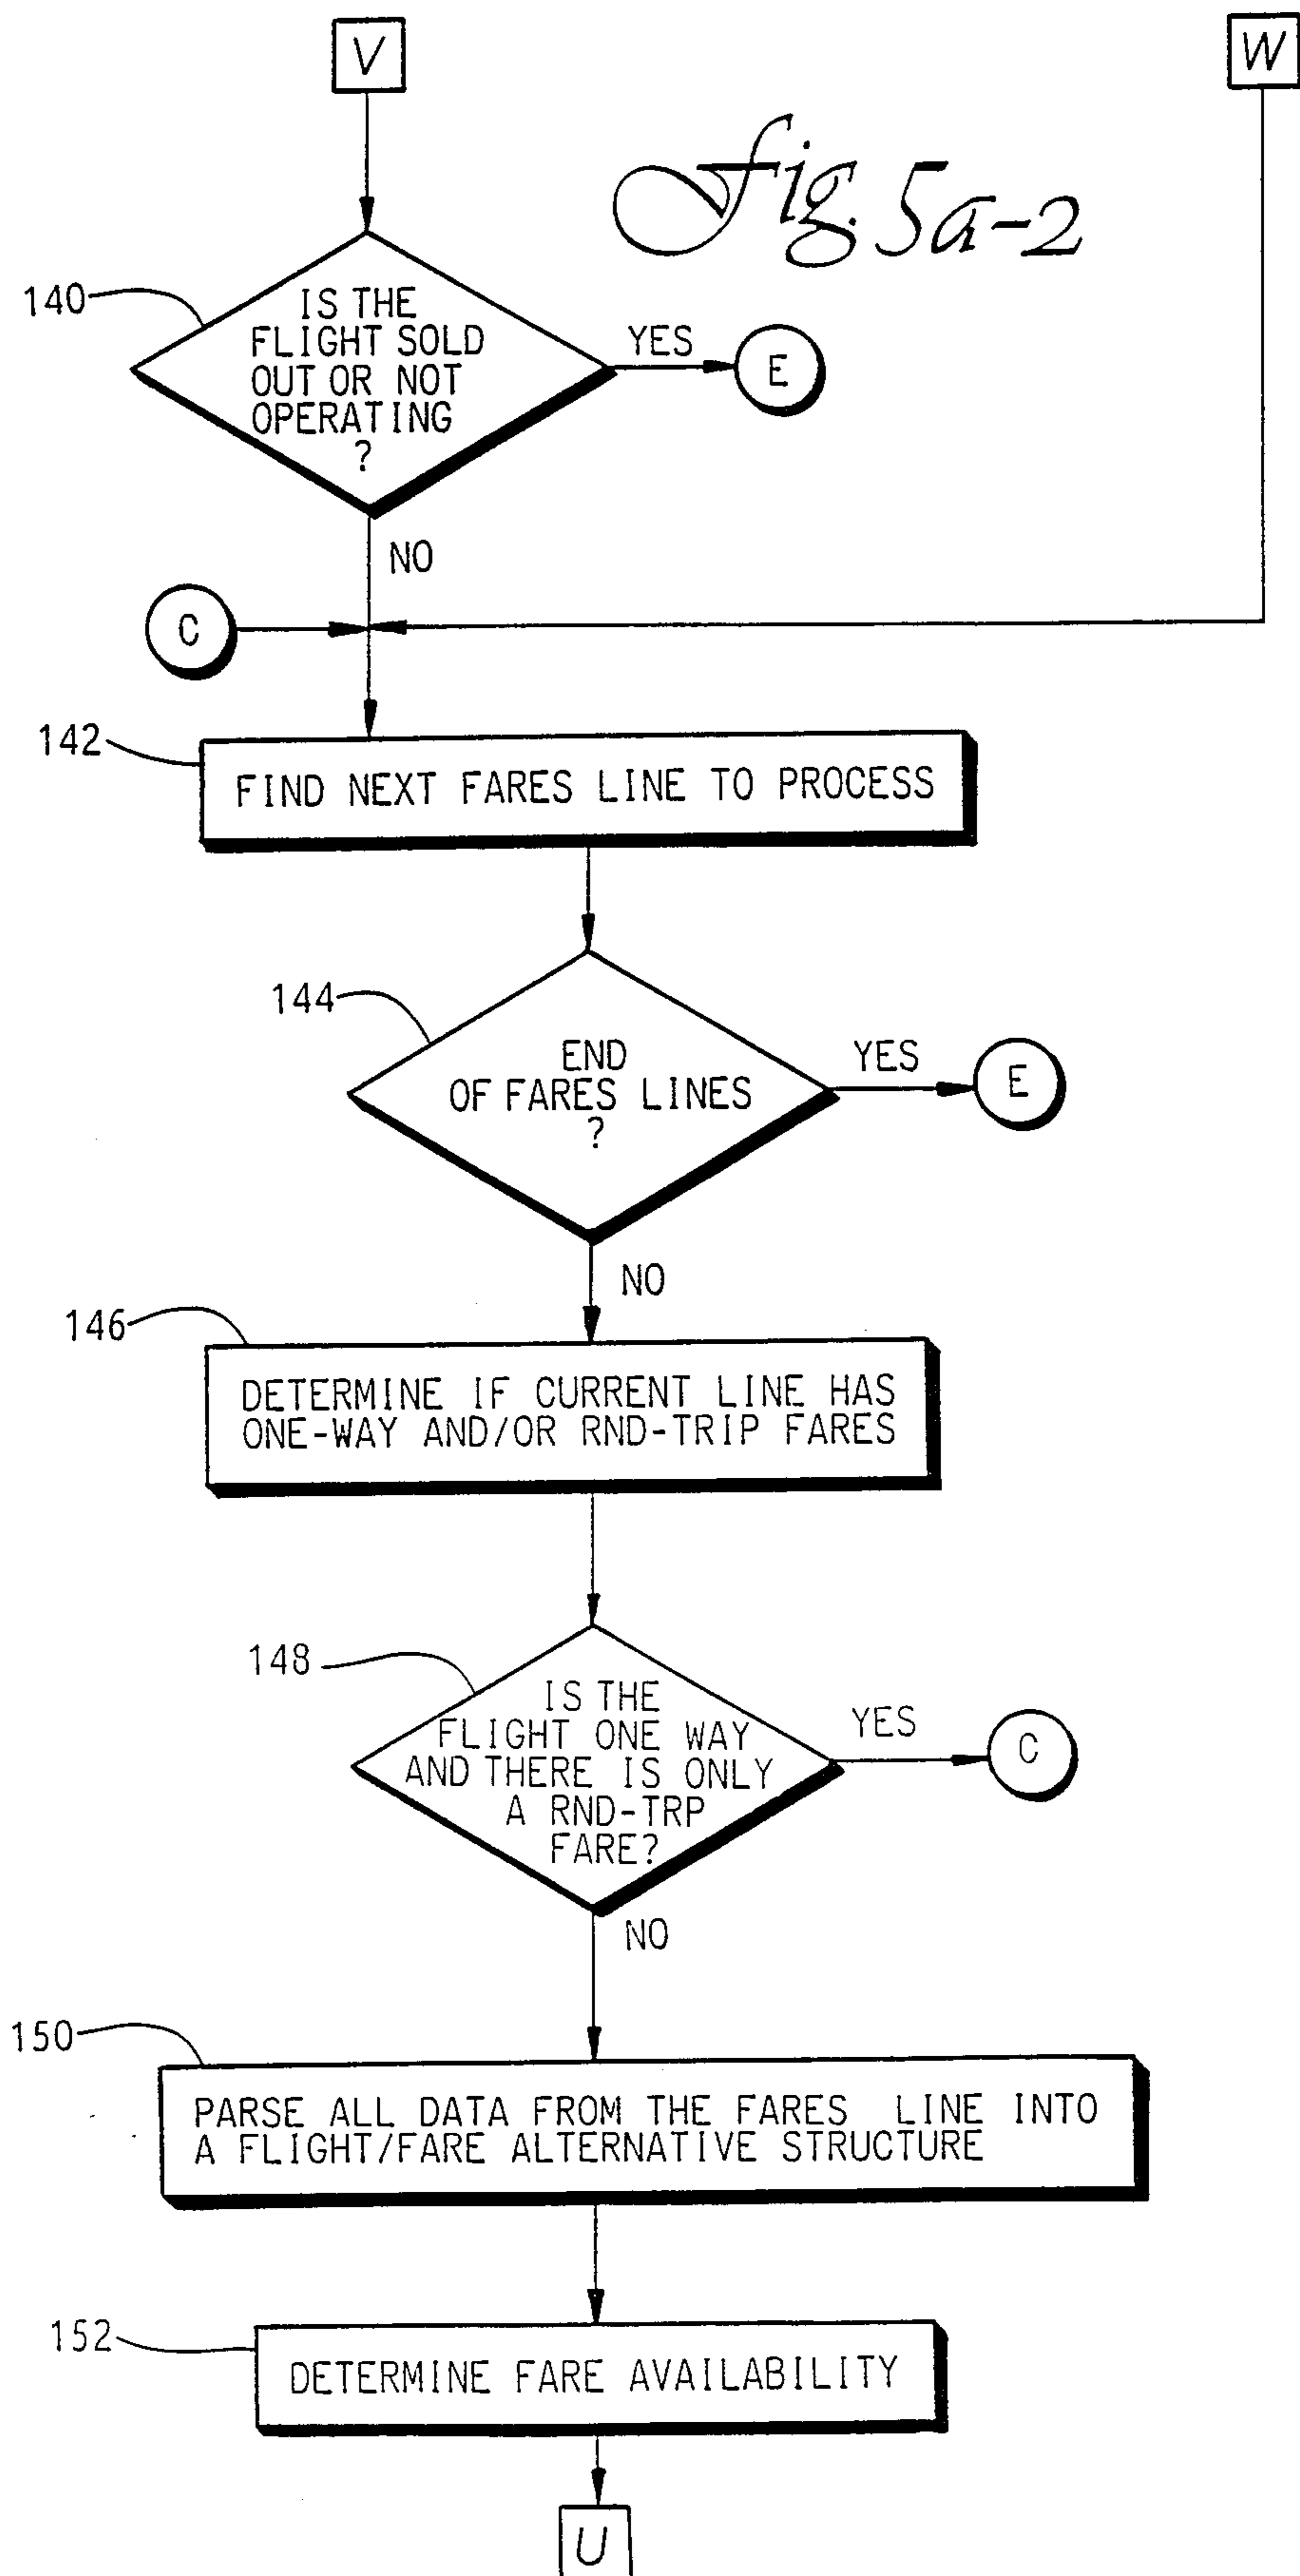 V
W
Fig. 5a-2
140
IS THE
FLIGHT SOLD
OUT OR NOT
OPERATING
?
YES
E
NO
C
142
FIND NEXT FARES LINE TO PROCESS
144
END
OF FARES LINES
?
YES
E
NO
146
DETERMINE IF CURRENT LINE HAS
ONE-WAY AND/OR RND-TRIP FARES
148
IS THE
FLIGHT ONE WAY
AND THERE IS ONLY
A RND-TRP
FARE?
YES
C
NO
150
PARSE ALL DATA FROM THE FARES LINE INTO
A FLIGHT/FARE ALTERNATIVE STRUCTURE
152
DETERMINE FARE AVAILABILITY
U